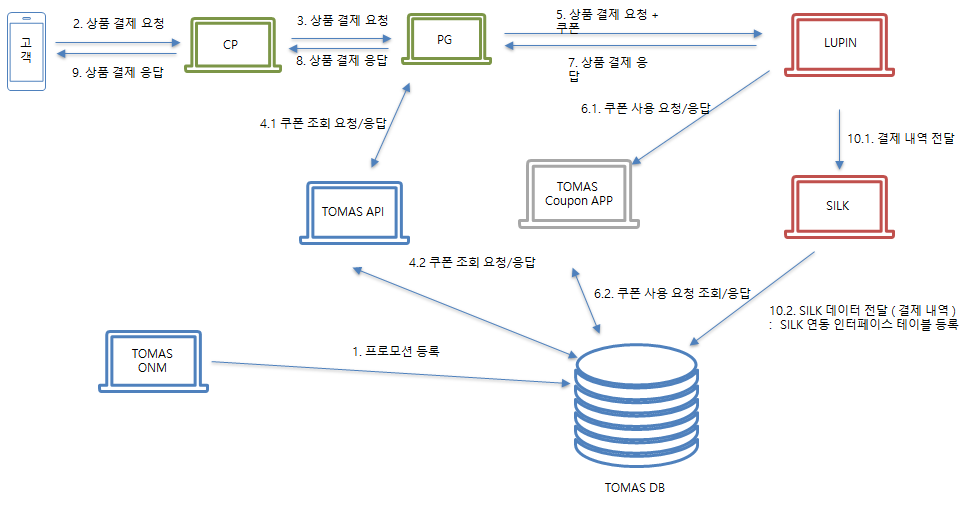 고
객
2. 상품 결제 요청
9. 상품 결제 응답
CP
3. 상품 결제 요청
8. 상품 결제 응답
PG
5. 상품 결제 요청 +
쿠폰
7. 상품 결제 응
답
LUPIN
4.1 쿠폰 조회 요청/응답
6.1. 쿠폰 사용 요청/응답
10.1. 결제 내역 전달
TOMAS API
TOMAS
Coupon APP
SILK
4.2 쿠폰 조회 요청/응답
6.2. 쿠폰 사용 요청 조회/응답
10.2. SILK 데이터 전달 ( 결제 내역 )
: SILK 연동 인터페이스 테이블 등록
TOMAS
ONM
1. 프로모션 등록
TOMAS DB